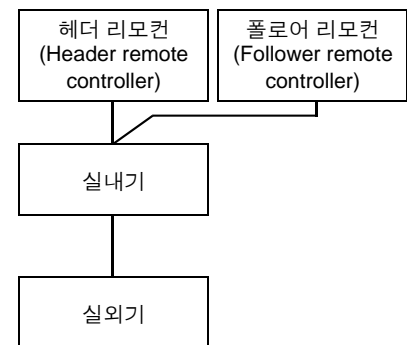 헤더 리모컨
(Header remote
controller)
폴로어 리모컨
(Follower remote
controller)
실내기
실외기